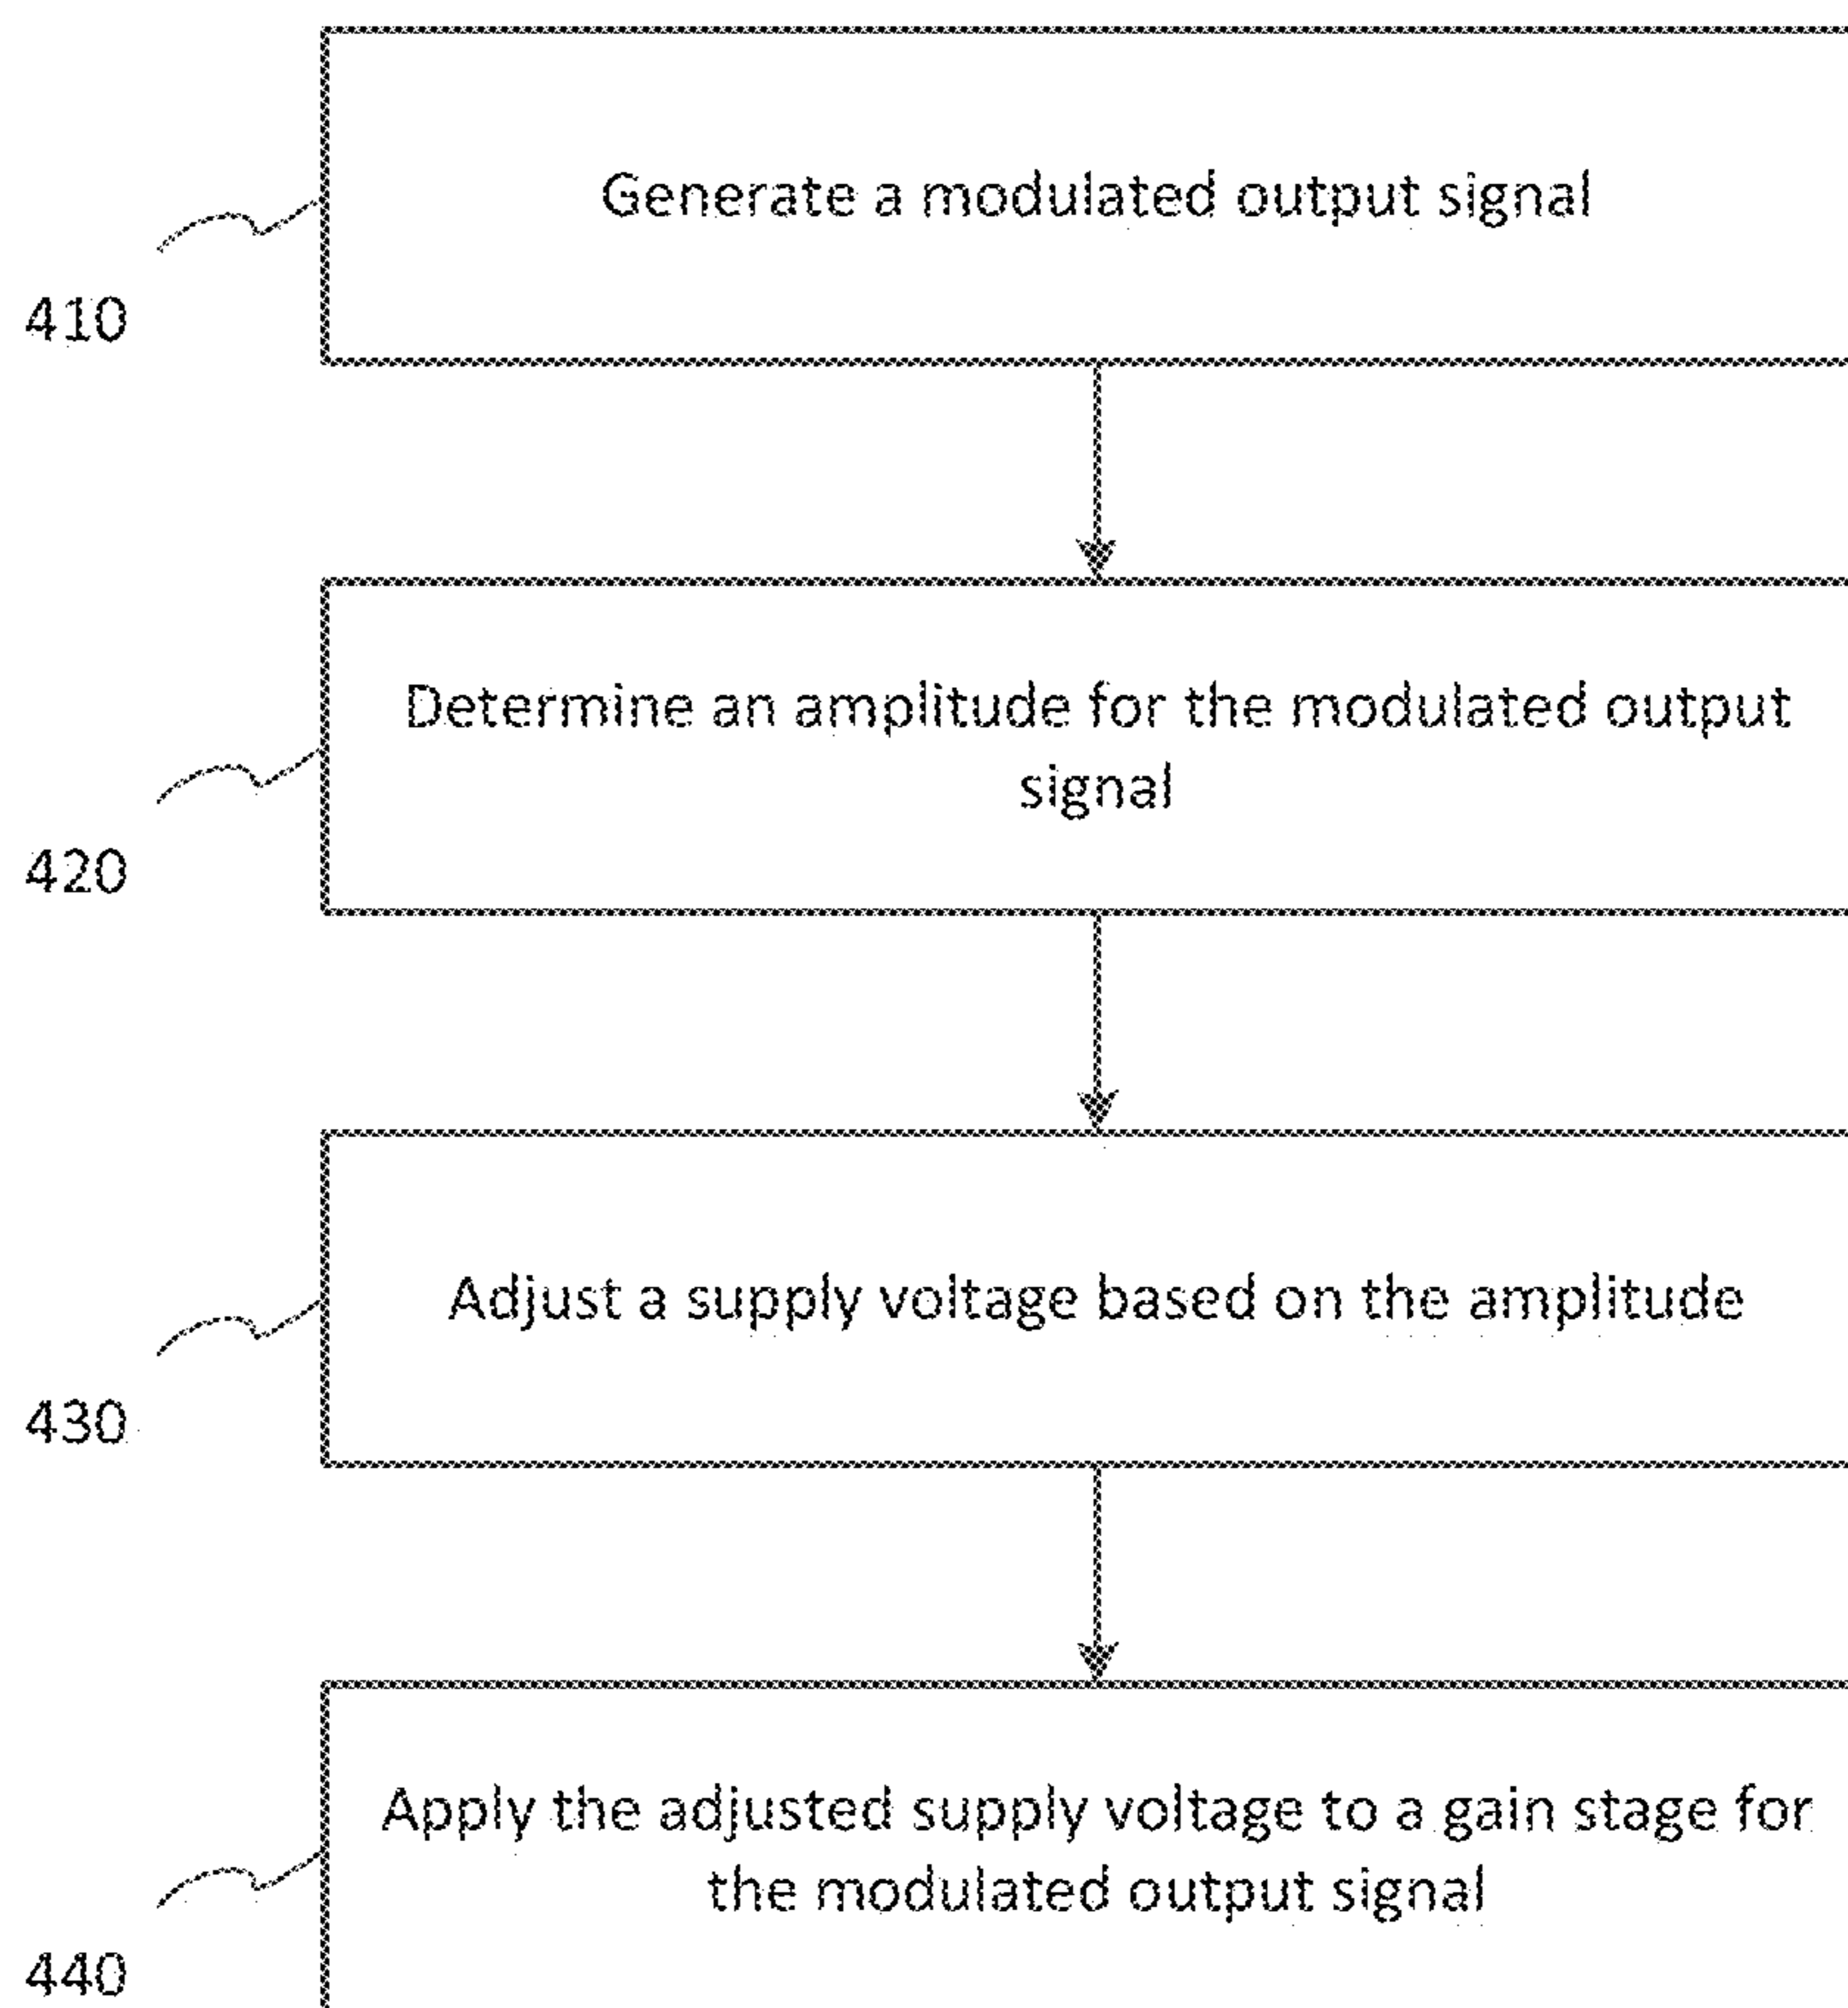 Generate a modulated output signal
410
Determine an amplitude for the modulated output
signal
420
Adjust a supply voltage based on the amplitude
430
Apply the adjusted supply voltage to a gain stage for
the modulated output signal
440